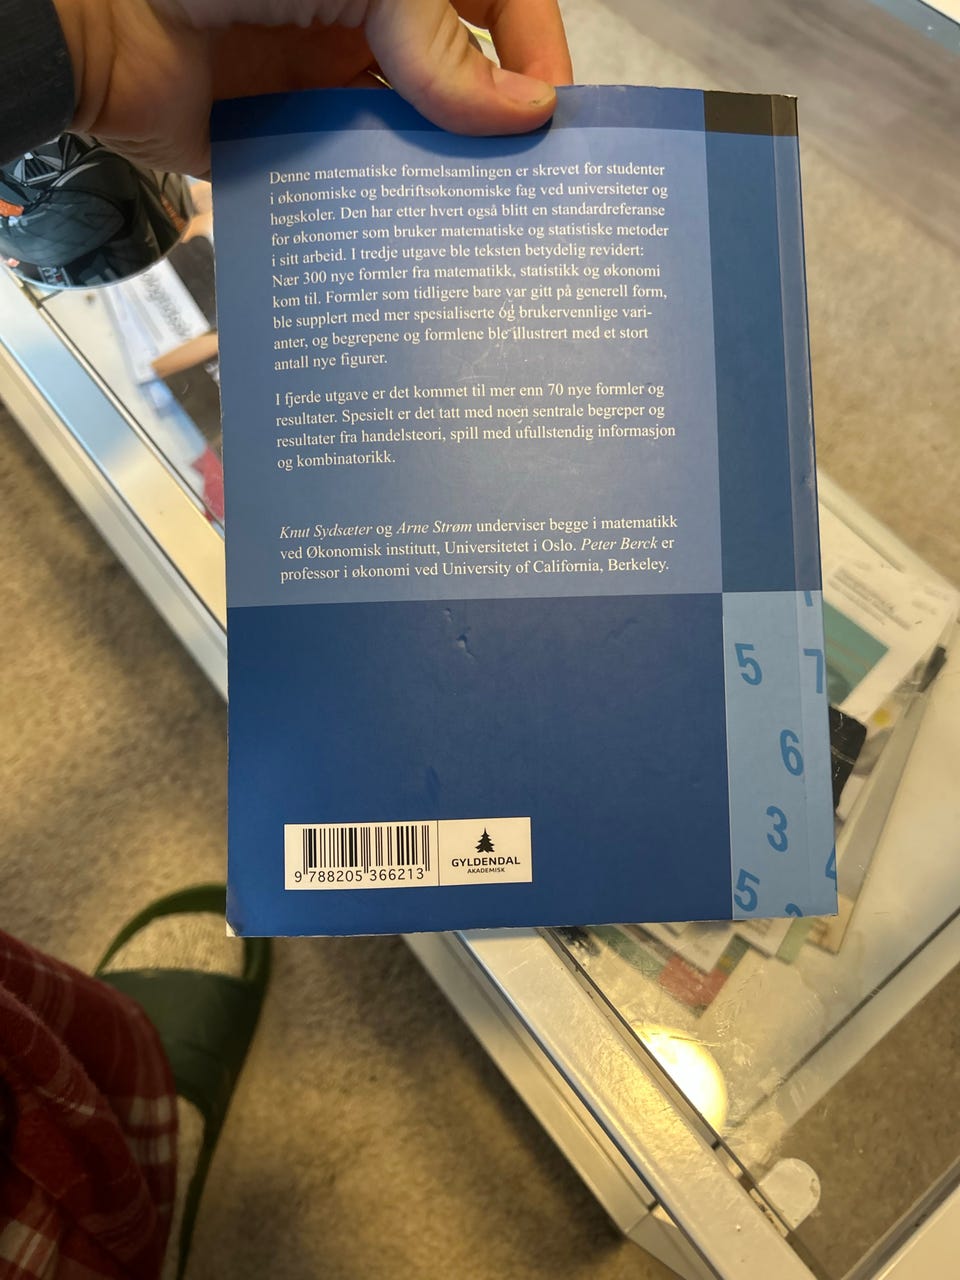 Denne matematiske formelsamlingen er skrevet for studenter
i økonomiske og bedriftsøkonomiske fag ved universiteter og
høgskoler. Den har etter hvert også blitt en standardreferanse
for økonomer som bruker matematiske og statistiske metoder
i sitt arbeid. I tredje utgave ble teksten betydelig revidert:
Nær 300 nye formler fra matematikk, statistikk og økonomi
kom til. Formler som tidligere bare var gitt på generell form,
ble supplert med mer spesialiserte og brukervennlige vari-
anter, og begrepene og formlene ble illustrert med et stort
antall nye figurer.
I fjerde utgave er det kommet til mer enn 70 nye formler og
resultater. Spesielt er det tatt med noen sentrale begreper og
resultater fra handelsteori, spill med ufullstendig informasjon
og kombinatorikk.
Knut Sydsæter og Arne Strøm underviser begge i matematikk
ved Økonomisk institutt, Universitetet i Oslo. Peter Berck er
professor i økonomi ved University of California, Berkeley.
5 7
6
3
5
9 788205 366213
GYLDENDAL
AKADEMISK